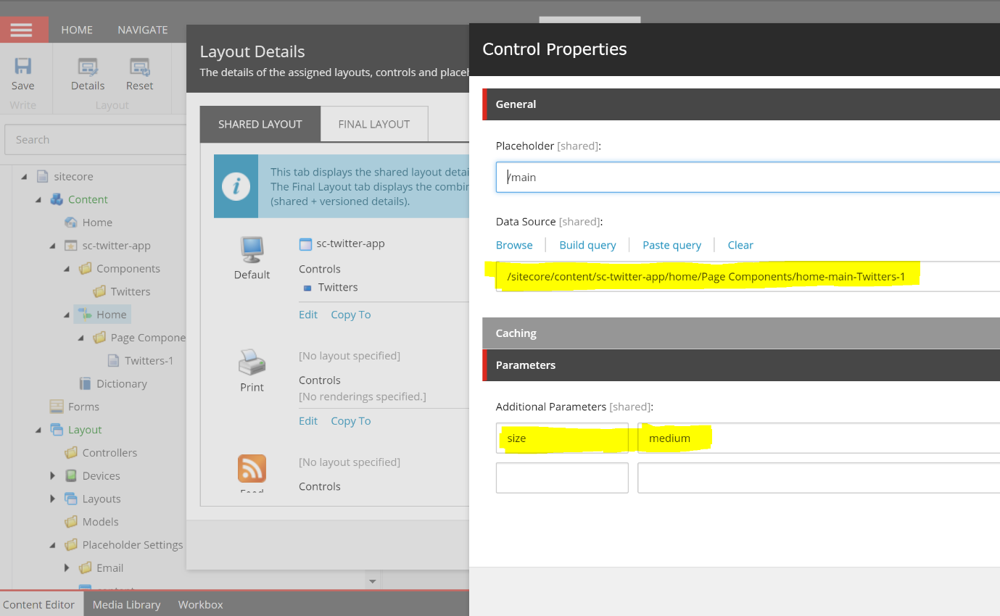 HOME
NAVIGATE
Save
Write
Details
Reset
Layout
Search
sitecore
Content
Home
sc-twitter-app
Components
Twitters
Home
Page Compone
Twitters-1
Dictionary
Forms
Layout
Controllers
Devices
Layouts
Models
Placeholder Settings
Email
Content Editor
Media Library
Workbox
Layout Details
The details of the assigned layouts, controls and placeh
SHARED LAYOUT
FINAL LAYOUT
This tab displays the shared layout detai
The Final Layout tab displays the combin
(shared + versioned details).
Default
sc-twitter-app
Controls
Twitters
Edit
Copy To
Print
[No layout specified]
Controls
[No renderings specified.]
Edit
Copy To
[No layout specified]
Controls
Control Properties
General
Placeholder [shared]:
/main
Data Source [shared]:
Browse
Build query
Paste query
Clear
/sitecore/content/sc-twitter-app/home/Page Components/home-main-Twitters-1
Caching
Parameters
Additional Parameters [shared]:
size
medium